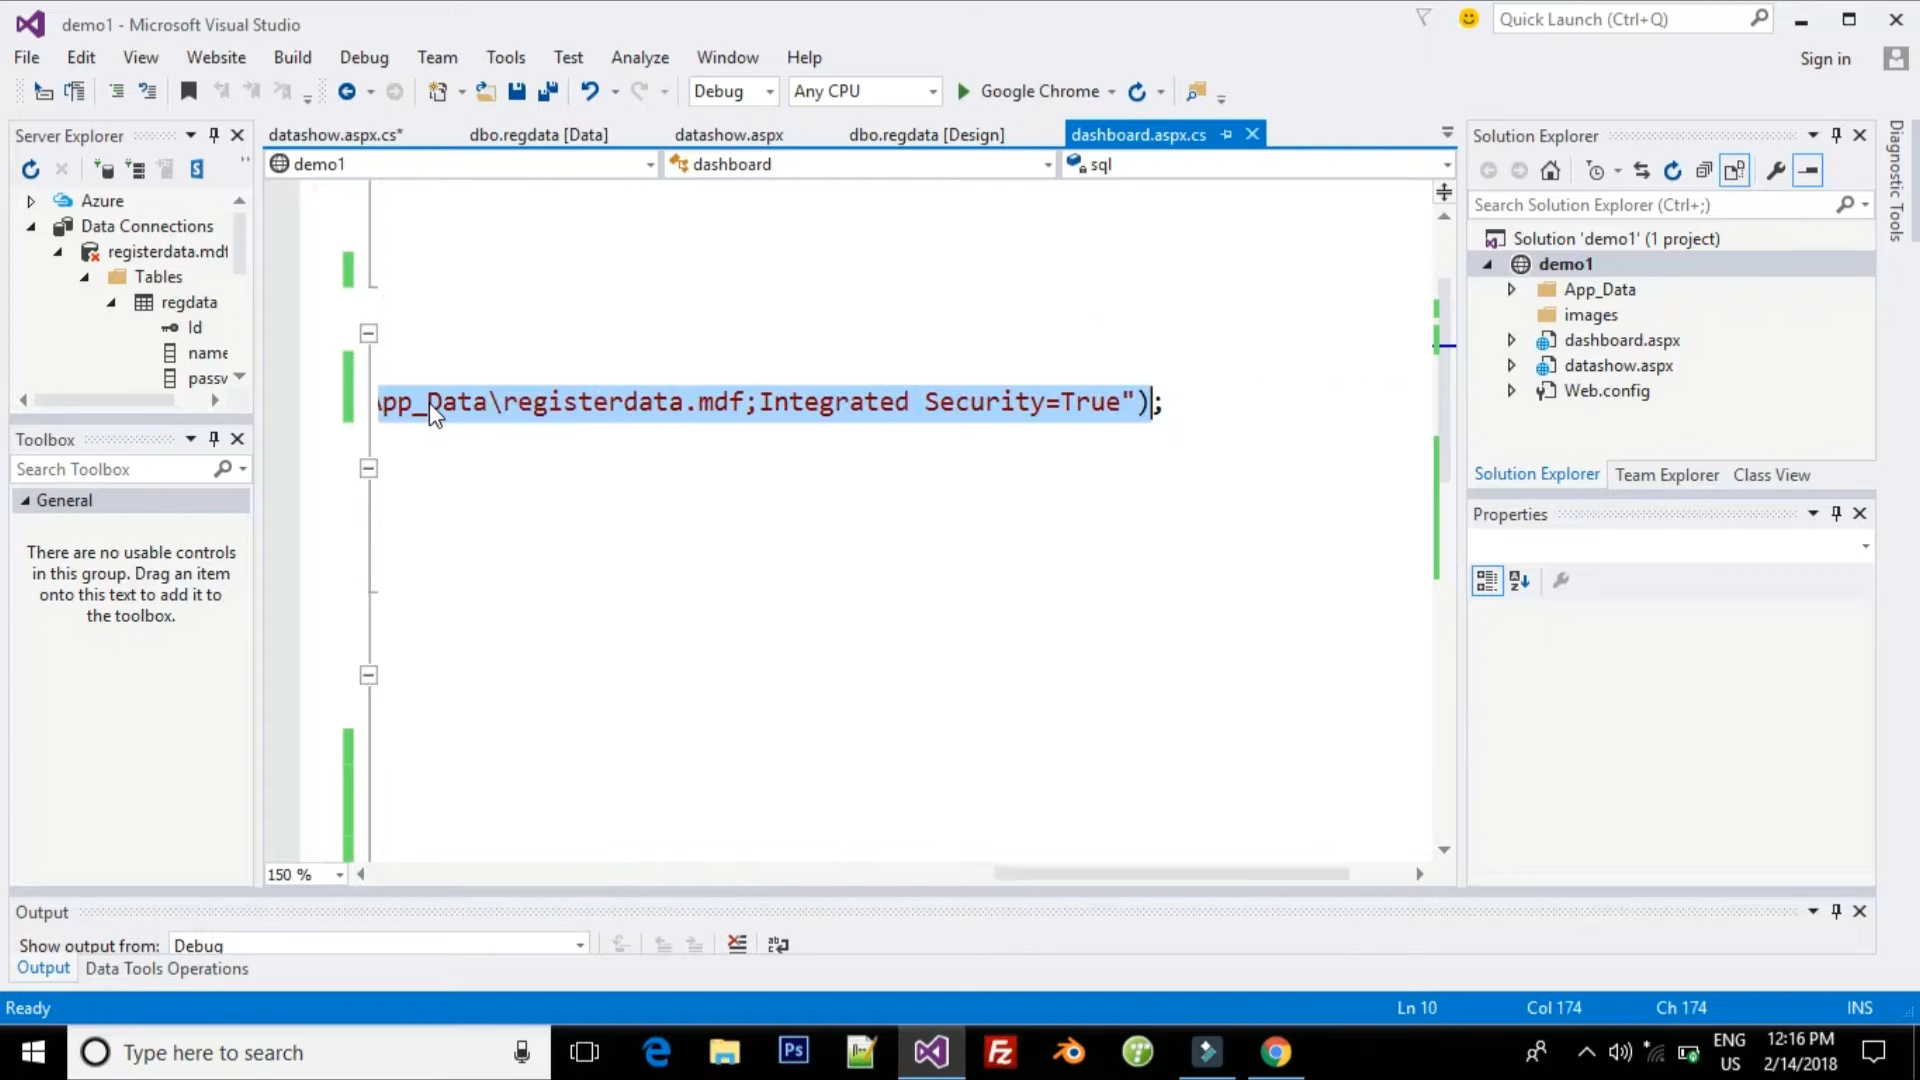 demo1 - Microsoft Visual Studio
Quick Launch (Ctrl+Q)
File Edit View Website Build Debug Team Tools Test Analyze Window Help
Sign in
Debug Any CPU Google Chrome
Server Explorer
datashow.aspx.cs* dbo.regdata [Data] datashow.aspx dbo.regdata [Design] dashboard.aspx.cs
Solution Explorer
Diagnostic Tools
demo1 dashboard sql
Azure
Data Connections
registerdata.mdf
Tables
regdata
Id
name
passv
Search Solution Explorer (Ctrl+;)
Solution 'demo1' (1 project)
demo1
App_Data
images
dashboard.aspx
datashow.aspx
Web.config
App_Data\registerdata.mdf;Integrated Security=True");
Toolbox
Search Toolbox
General
There are no usable controls
in this group. Drag an item
onto this text to add it to
the toolbox.
Solution Explorer Team Explorer Class View
Properties
150 %
Output
Show output from: Debug
Output Data Tools Operations
Ready
Ln 10 Col 174 Ch 174 INS
Type here to search
Ps
Fz
ENG
US
12:16 PM
2/14/2018